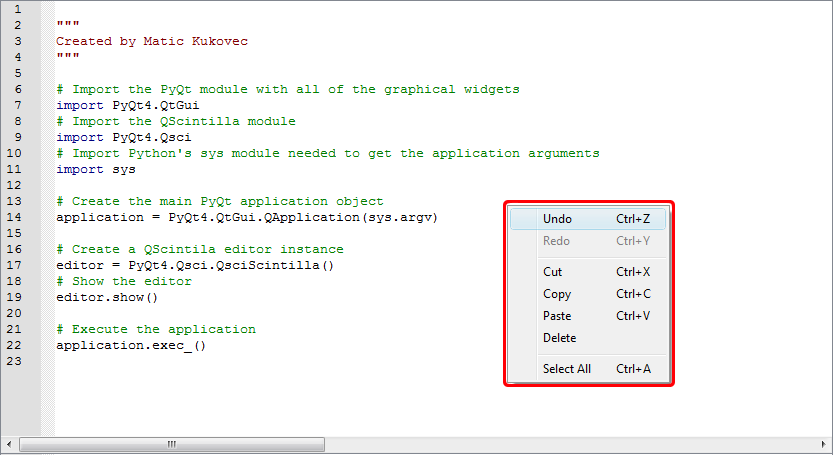 1
2 """
3 Created by Matic Kukovec
4 """
5
6 # Import the PyQt module with all of the graphical widgets
7 import PyQt4.QtGui
8 # Import the QScintilla module
9 import PyQt4.Qsci
10 # Import Python's sys module needed to get the application arguments
11 import sys
12
13 # Create the main PyQt application object
14 application = PyQt4.QtGui.QApplication(sys.argv)
15
16 # Create a QScintila editor instance
17 editor = PyQt4.Qsci.QsciScintilla()
18 # Show the editor
19 editor.show()
20
21 # Execute the application
22 application.exec_()
23
Undo Ctrl+Z
Redo Ctrl+Y
Cut Ctrl+X
Copy Ctrl+C
Paste Ctrl+V
Delete
Select All Ctrl+A